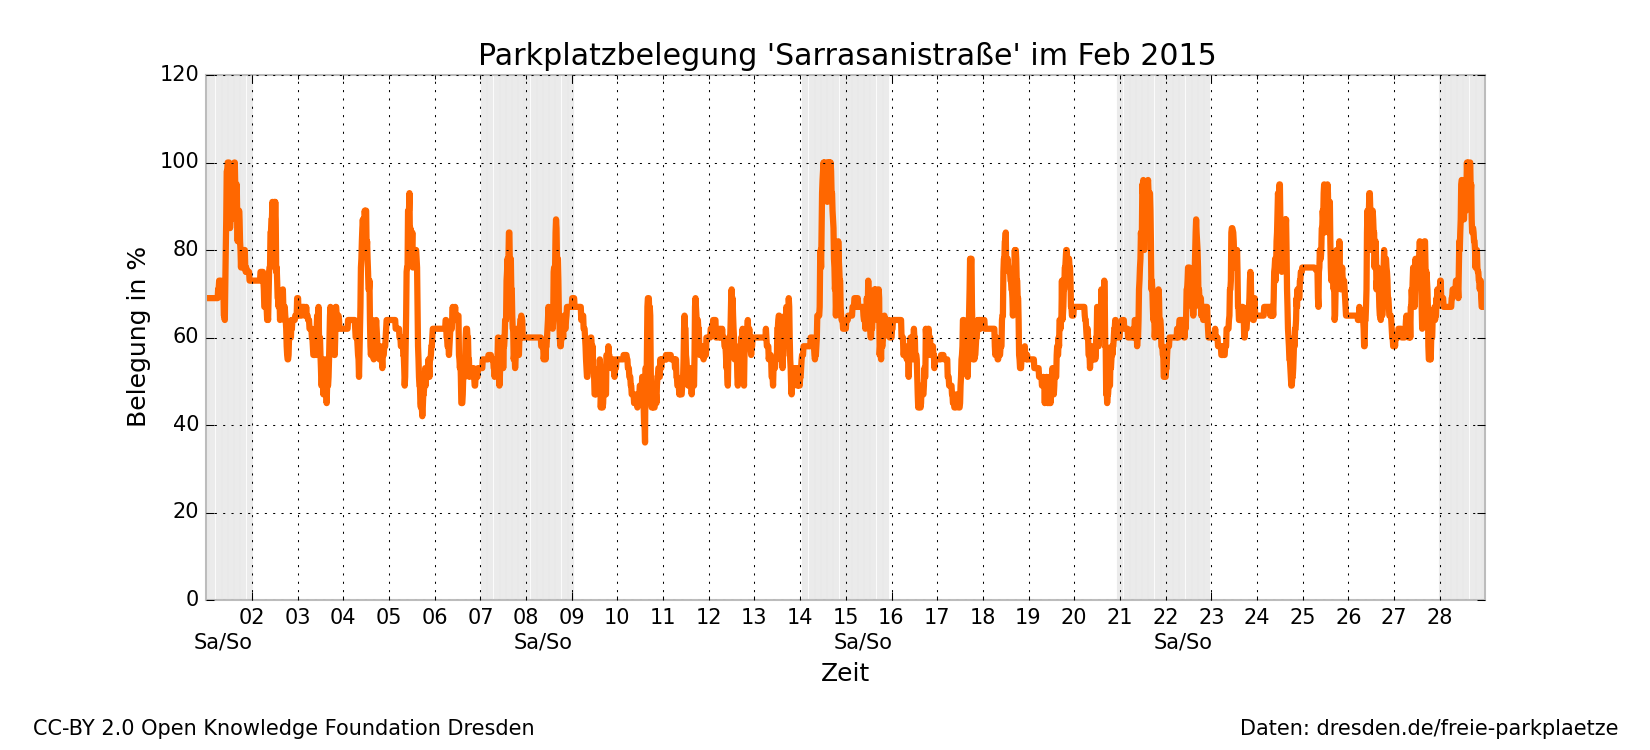 Parkplatzbelegung 'Sarrasanistraße' im Feb 2015
120
100
80
60
40
20
0
Belegung in %
02 03 04 05 06 07 08 09 10 11 12 13 14 15 16 17 18 19 20 21 22 23 24 25 26 27 28
Sa/So Sa/So Sa/So Sa/So
Zeit
CC-BY 2.0 Open Knowledge Foundation Dresden
Daten: dresden.de/freie-parkplaetze